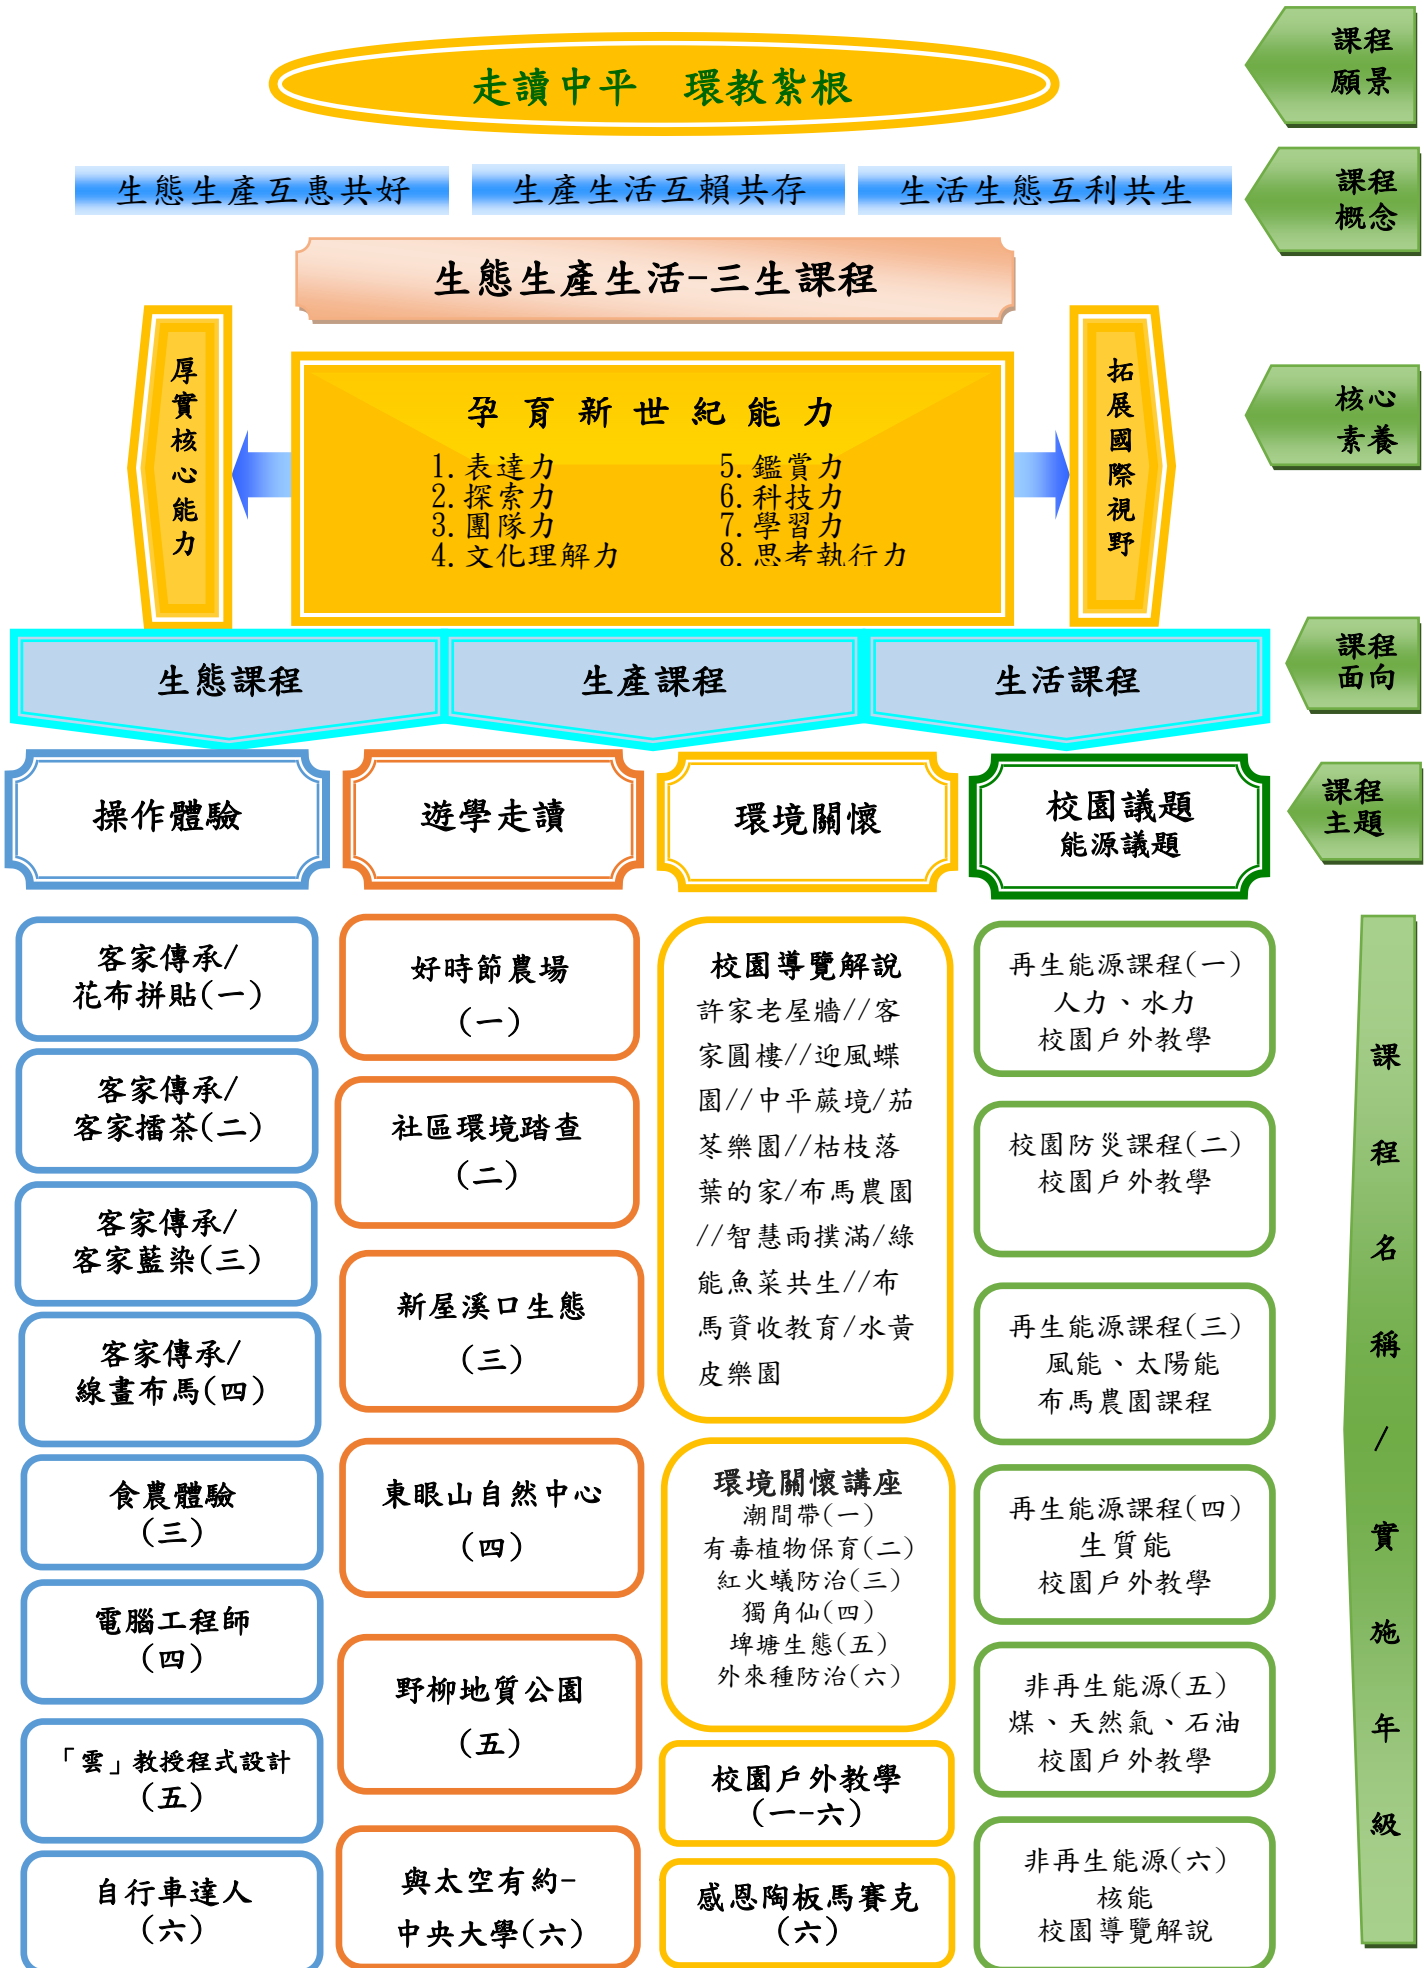 走讀中平　環教紮根
課程
願景
生態生產互惠共好
生產生活互賴共存
生活生態互利共生
課程
概念
生態生產生活-三生課程
厚實核心能力
孕育新世紀能力
1.表達力
2.探索力
3.團隊力
4.文化理解力
5.鑑賞力
6.科技力
7.學習力
8.思考執行力
拓展國際視野
核心
素養
生態課程
生產課程
生活課程
課程
面向
操作體驗
遊學走讀
環境關懷
校園議題
能源議題
課程
主題
客家傳承/
花布拼貼(一)
客家傳承/
客家擂茶(二)
客家傳承/
客家藍染(三)
客家傳承/
線畫布馬(四)
食農體驗
(三)
電腦工程師
(四)
「雲」教授程式設計
(五)
自行車達人
(六)
好時節農場
(一)
社區環境踏查
(二)
新屋溪口生態
(三)
東眼山自然中心
(四)
野柳地質公園
(五)
與太空有約-
中央大學(六)
校園導覽解說
許家老屋牆//客
家圓樓//迎風蝶
園//中平蕨境/茄
苳樂園//枯枝落
葉的家/布馬農園
//智慧雨撲滿/綠
能魚菜共生//布
馬資收教育/水黃
皮樂園
環境關懷講座
潮間帶(一)
有毒植物保育(二)
紅火蟻防治(三)
獨角仙(四)
埤塘生態(五)
外來種防治(六)
校園戶外教學
(一-六)
感恩陶板馬賽克
(六)
再生能源課程(一)
人力、水力
校園戶外教學
校園防災課程(二)
校園戶外教學
再生能源課程(三)
風能、太陽能
布馬農園課程
再生能源課程(四)
生質能
校園戶外教學
非再生能源(五)
煤、天然氣、石油
校園戶外教學
非再生能源(六)
核能
校園導覽解說
課程名稱/實施年級